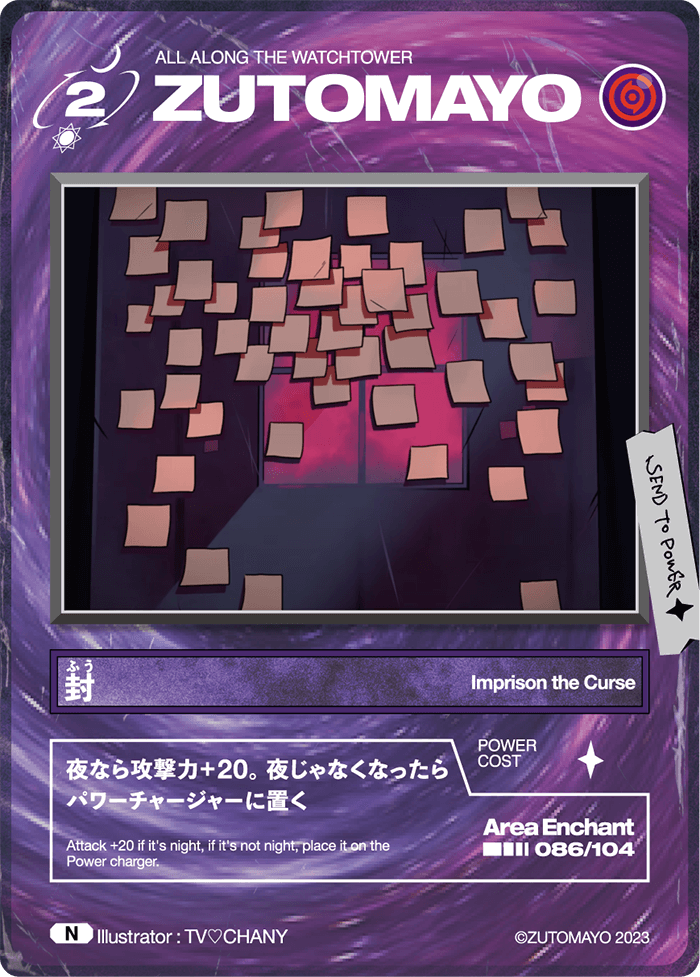 ALL ALONG THE WATCHTOWER
2
ZUTOMAYO
SEND TO POWER
ふう
封
Imprison the Curse
夜なら攻撃力+20。夜じゃなくなったら
パワーチャージャーに置く
Attack +20 if it's night, if it's not night, place it on the
Power charger.
POWER
COST
Area Enchant
086/104
N
Illustrator : TV♡CHANY
©ZUTOMAYO 2023